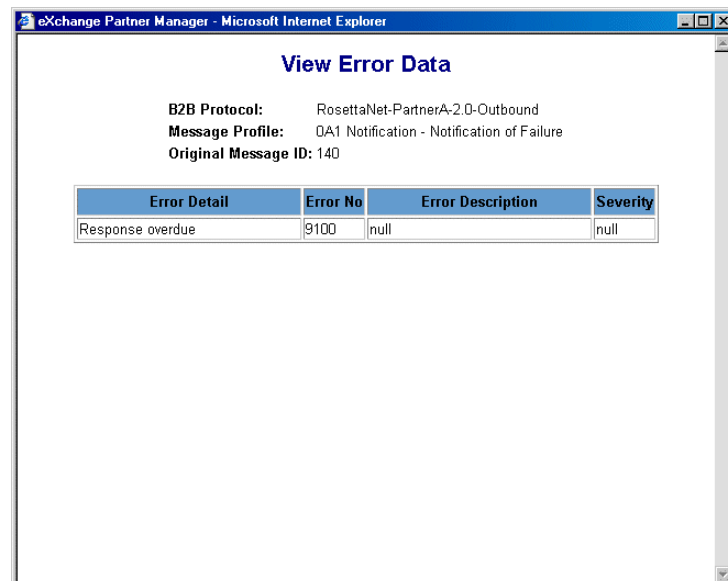 eXchange Partner Manager - Microsoft Internet Explorer
View Error Data
B2B Protocol: RosettaNet-PartnerA-2.0-Outbound
Message Profile: 0A1 Notification - Notification of Failure
Original Message ID: 140
Error Detail Error No Error Description Severity
Response overdue 9100 null null